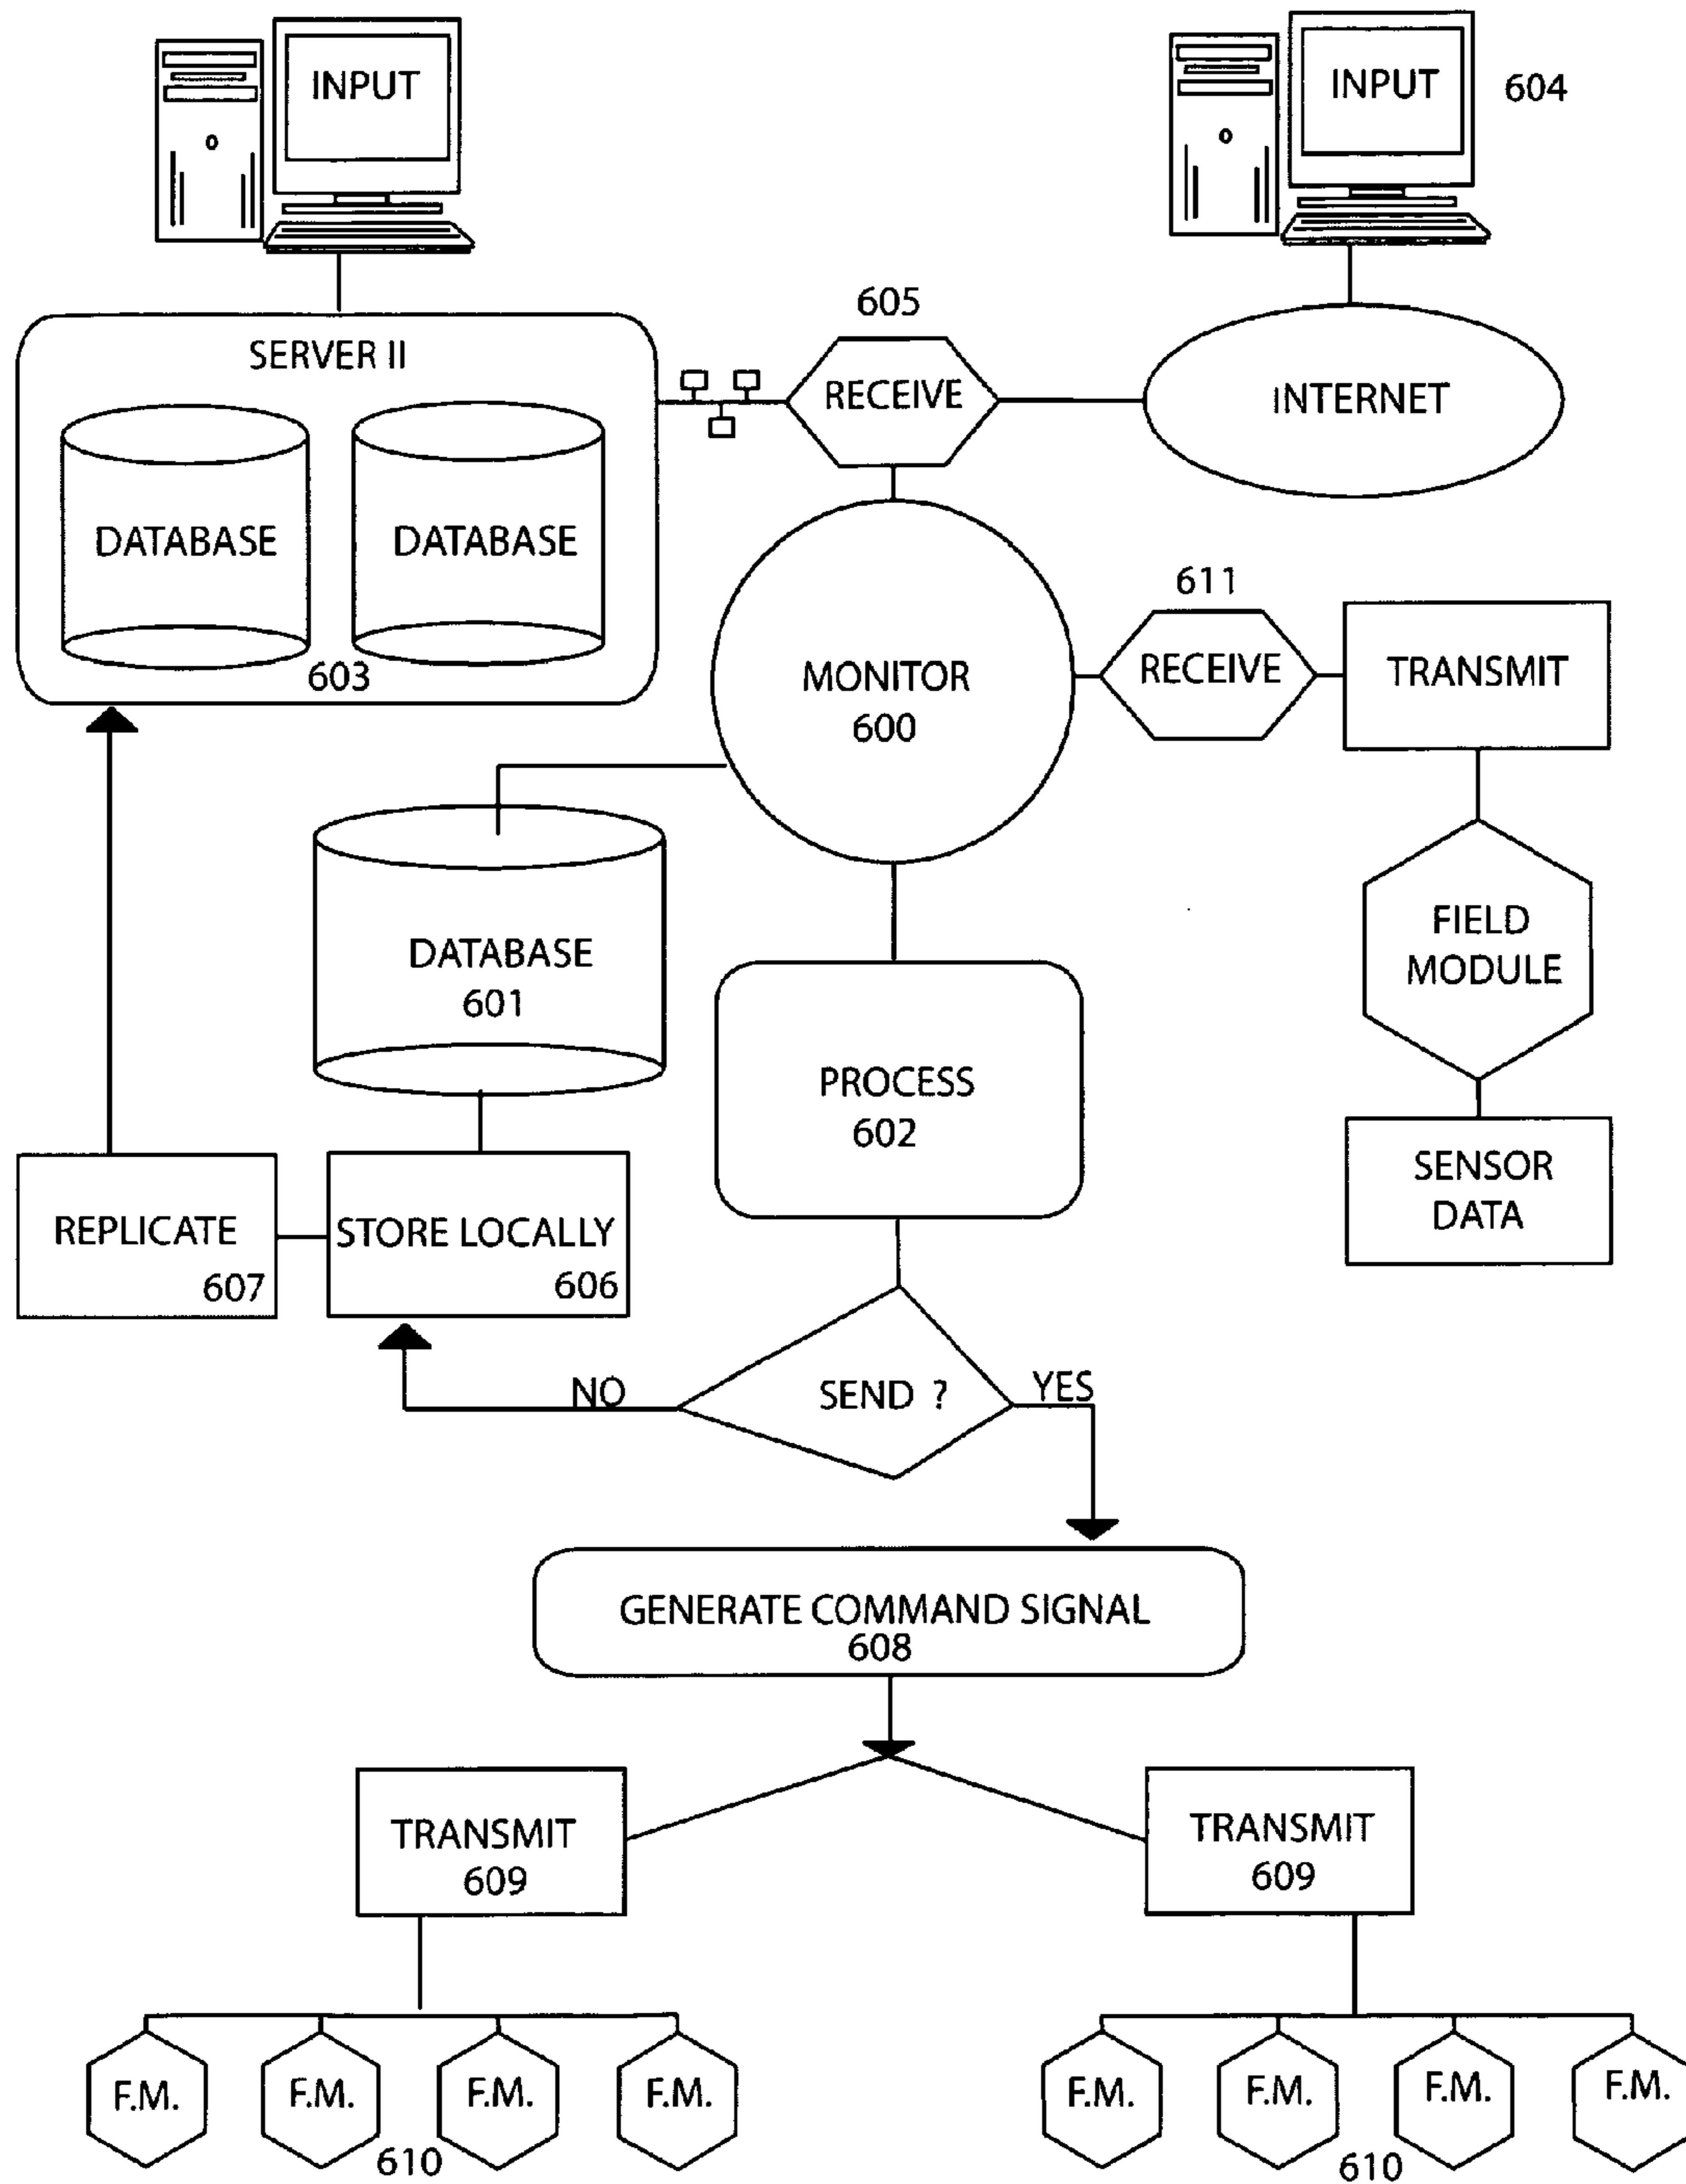 INPUT
INPUT
604
605
SERVER II
RECEIVE
INTERNET
DATABASE
DATABASE
603
611
MONITOR
600
RECEIVE
TRANSMIT
FIELD
MODULE
DATABASE
601
PROCESS
602
SENSOR
DATA
REPLICATE
607
STORE LOCALLY
606
NO
SEND ?
YES
GENERATE COMMAND SIGNAL
608
TRANSMIT
609
TRANSMIT
609
F.M.
F.M.
F.M.
F.M.
610
F.M.
F.M.
F.M.
F.M.
610